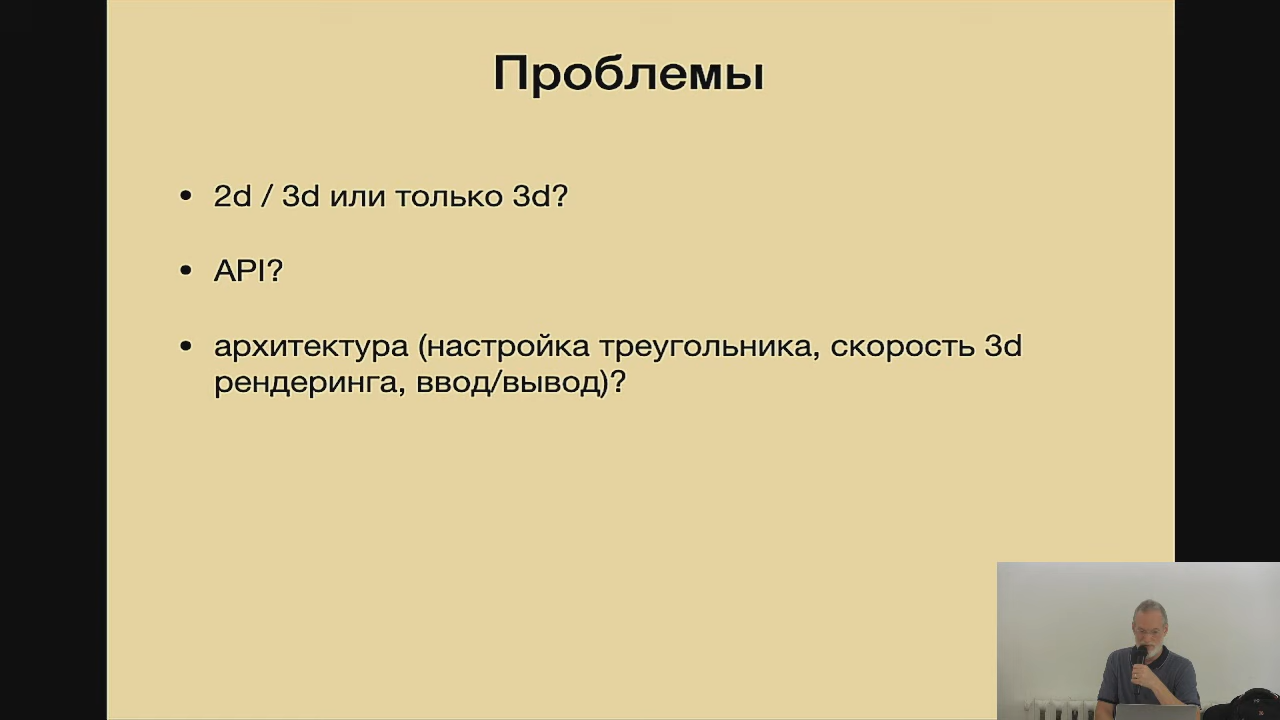 Проблемы
• 2d / 3d или только 3d?
• API?
• архитектура (настройка треугольника, скорость 3d
рендеринга, ввод/вывод)?